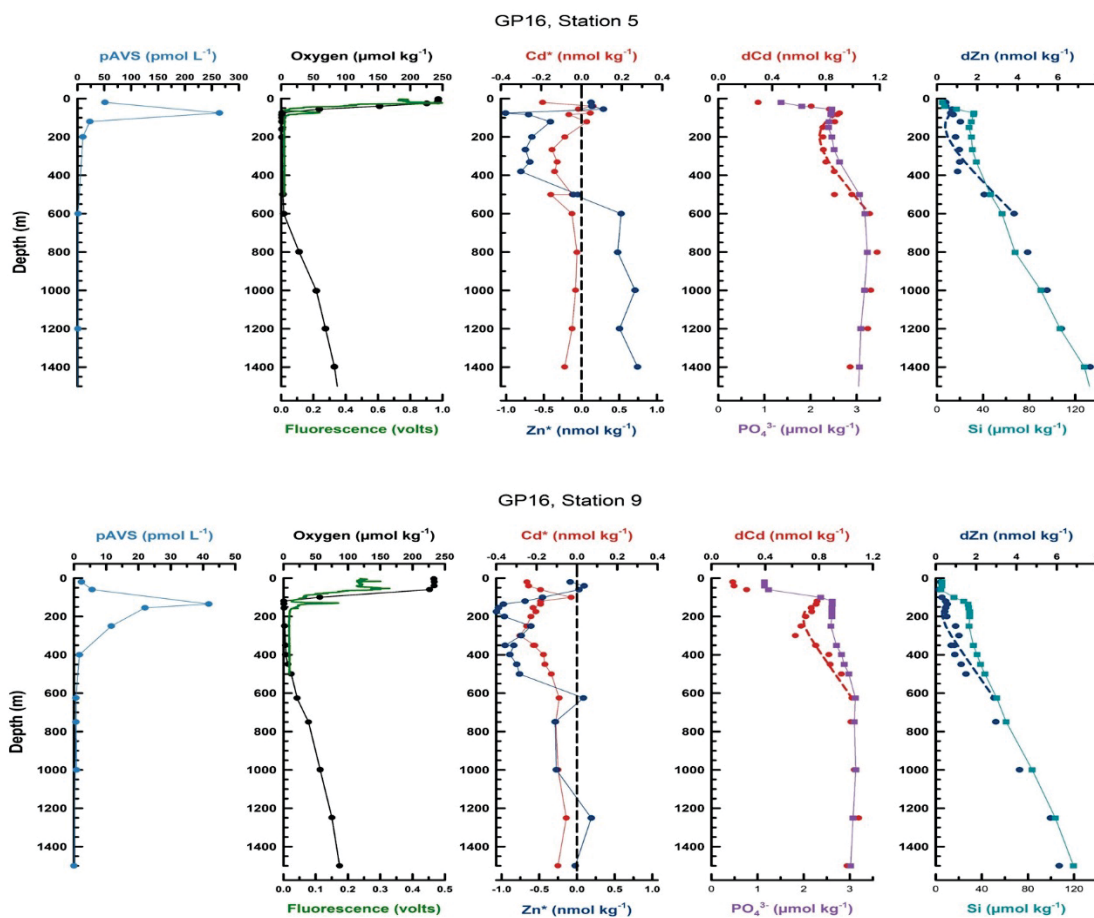 GP16, Station 5
pAVS (pmol L⁻¹) Oxygen (µmol kg⁻¹) Cd* (nmol kg⁻¹) dCd (nmol kg⁻¹) dZn (nmol kg⁻¹)
0 50 100 150 200 250 300 0 50 100 150 200 250 -0.4 -0.2 0.0 0.2 0.4 0.0 0.4 0.8 1.2 0 2 4 6
0
200
400
600
800
1000
1200
1400
Depth (m)
0.0 0.2 0.4 0.6 0.8 1.0 -1.0 -0.5 0.0 0.5 1.0 0 1 2 3 0 40 80 120
Fluorescence (volts) Zn* (nmol kg⁻¹) PO₄³⁻ (µmol kg⁻¹) Si (µmol kg⁻¹)
GP16, Station 9
pAVS (pmol L⁻¹) Oxygen (µmol kg⁻¹) Cd* (nmol kg⁻¹) dCd (nmol kg⁻¹) dZn (nmol kg⁻¹)
0 10 20 30 40 50 0 50 100 150 200 250 -0.4 -0.2 0.0 0.2 0.4 0.0 0.4 0.8 1.2 0 2 4 6
0
200
400
600
800
1000
1200
1400
Depth (m)
0.0 0.1 0.2 0.3 0.4 0.5 -1.0 -0.5 0.0 0.5 1.0 0 1 2 3 0 40 80 120
Fluorescence (volts) Zn* (nmol kg⁻¹) PO₄³⁻ (µmol kg⁻¹) Si (µmol kg⁻¹)